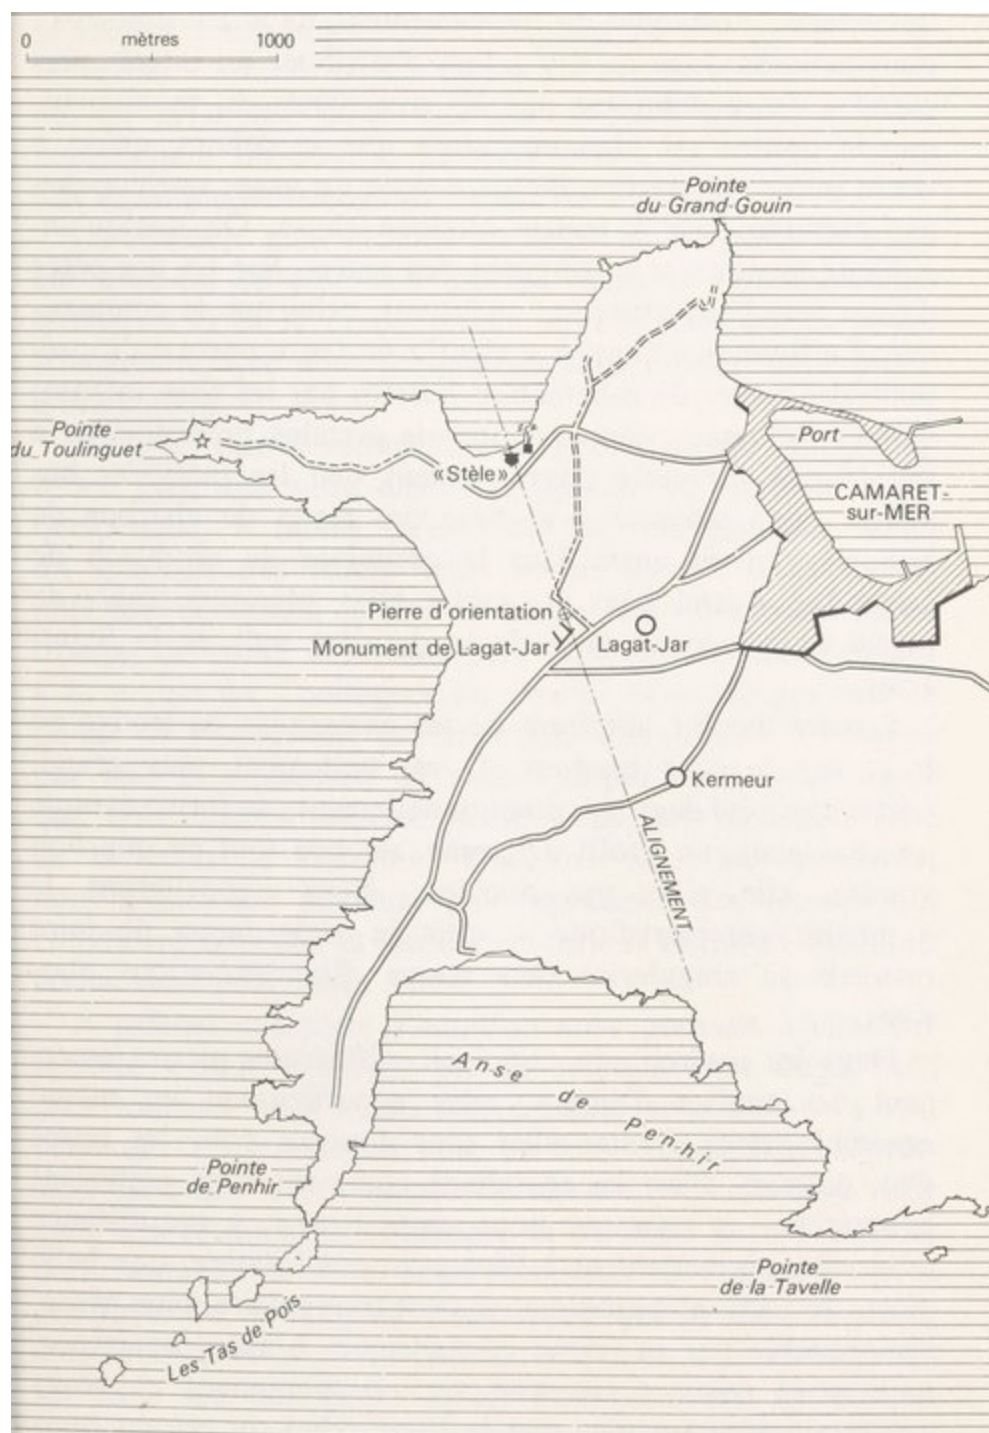 0 mètres 1000
Pointe
du Grand Gouin
Pointe
du Toulinguet
Port
«Stèle»
CAMARET-
sur-MER
Pierre d'orientation
Monument de Lagat-Jar
Lagat-Jar
Kermeur
ALIGNEMENT
Anse de Penhir
Pointe
de Penhir
Pointe
de la Tavelle
Les Tas de Pois